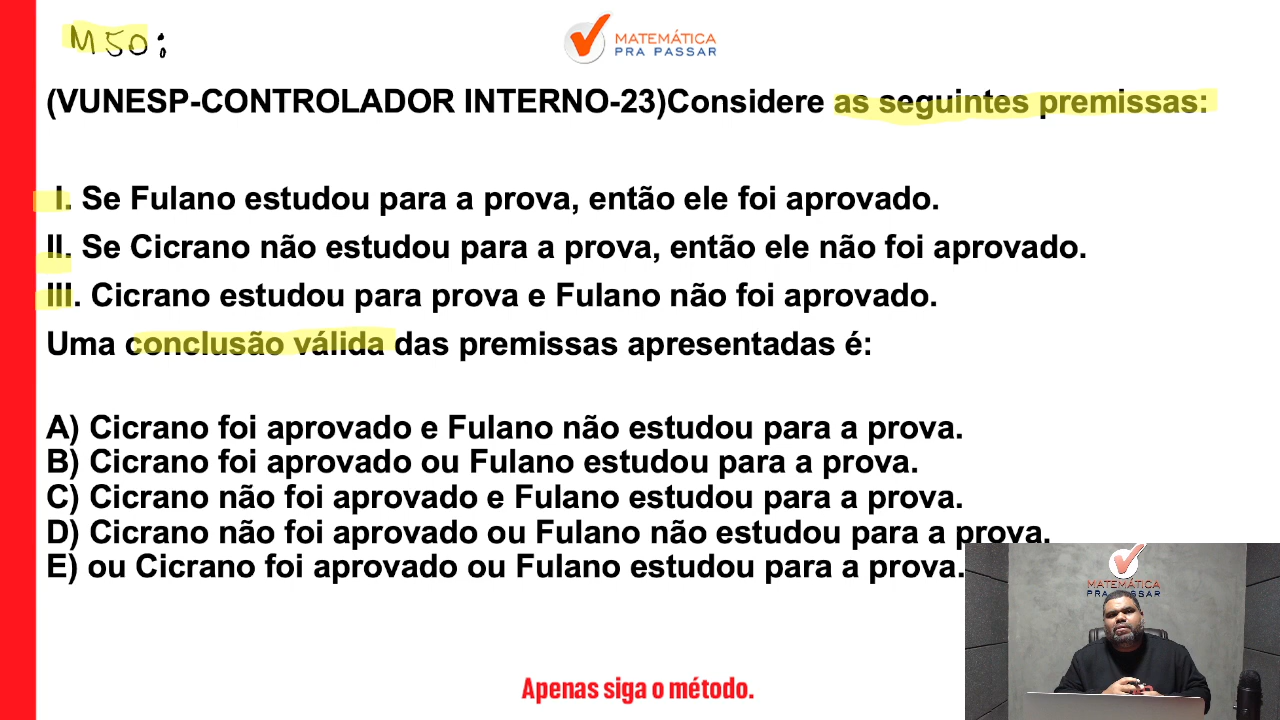 M50:
MATEMÁTICA
PRA PASSAR
(VUNESP-CONTROLADOR INTERNO-23)Considere as seguintes premissas:
I. Se Fulano estudou para a prova, então ele foi aprovado.
II. Se Cicrano não estudou para a prova, então ele não foi aprovado.
III. Cicrano estudou para prova e Fulano não foi aprovado.
Uma conclusão válida das premissas apresentadas é:
A) Cicrano foi aprovado e Fulano não estudou para a prova.
B) Cicrano foi aprovado ou Fulano estudou para a prova.
C) Cicrano não foi aprovado e Fulano estudou para a prova.
D) Cicrano não foi aprovado ou Fulano não estudou para a prova.
E) ou Cicrano foi aprovado ou Fulano estudou para a prova.
MATEMÁTICA
PRA PASSAR
Apenas siga o método.